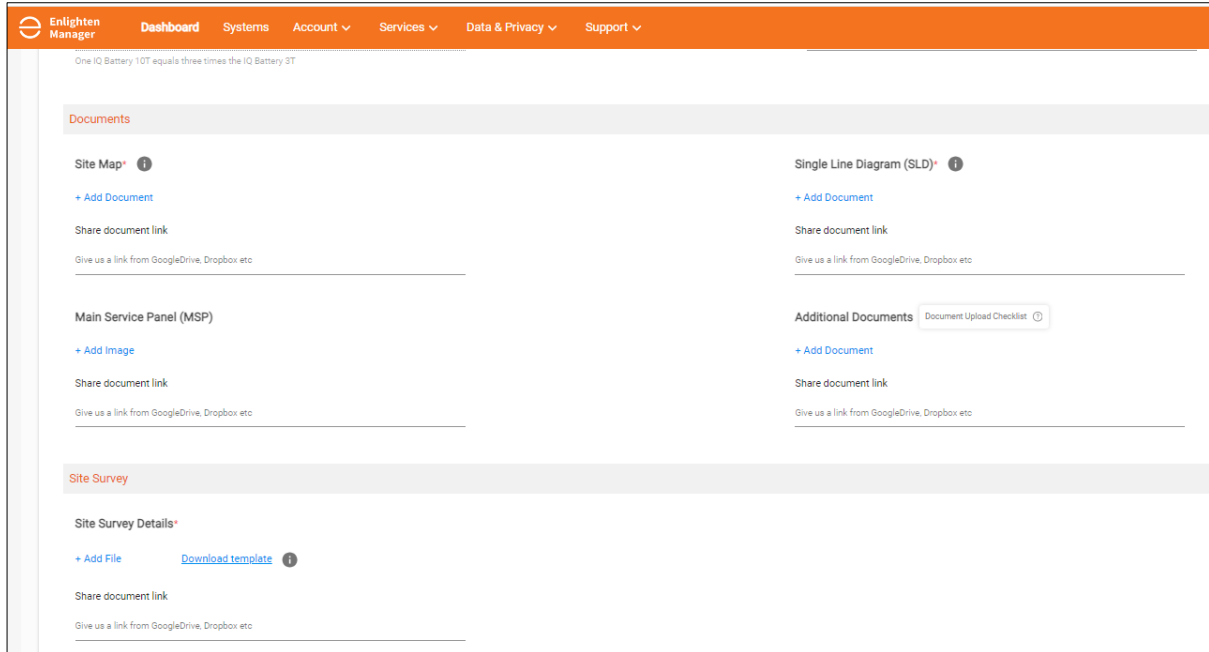 Enlighten
Manager
Dashboard Systems Account Services Data & Privacy Support
One IQ Battery 10T equals three times the IQ Battery 3T
Documents
Site Map* Single Line Diagram (SLD)*
+ Add Document + Add Document
Share document link Share document link
Give us a link from GoogleDrive, Dropbox etc Give us a link from GoogleDrive, Dropbox etc
Main Service Panel (MSP) Additional Documents Document Upload Checklist
+ Add Image + Add Document
Share document link Share document link
Give us a link from GoogleDrive, Dropbox etc Give us a link from GoogleDrive, Dropbox etc
Site Survey
Site Survey Details*
+ Add File Download template
Share document link
Give us a link from GoogleDrive, Dropbox etc